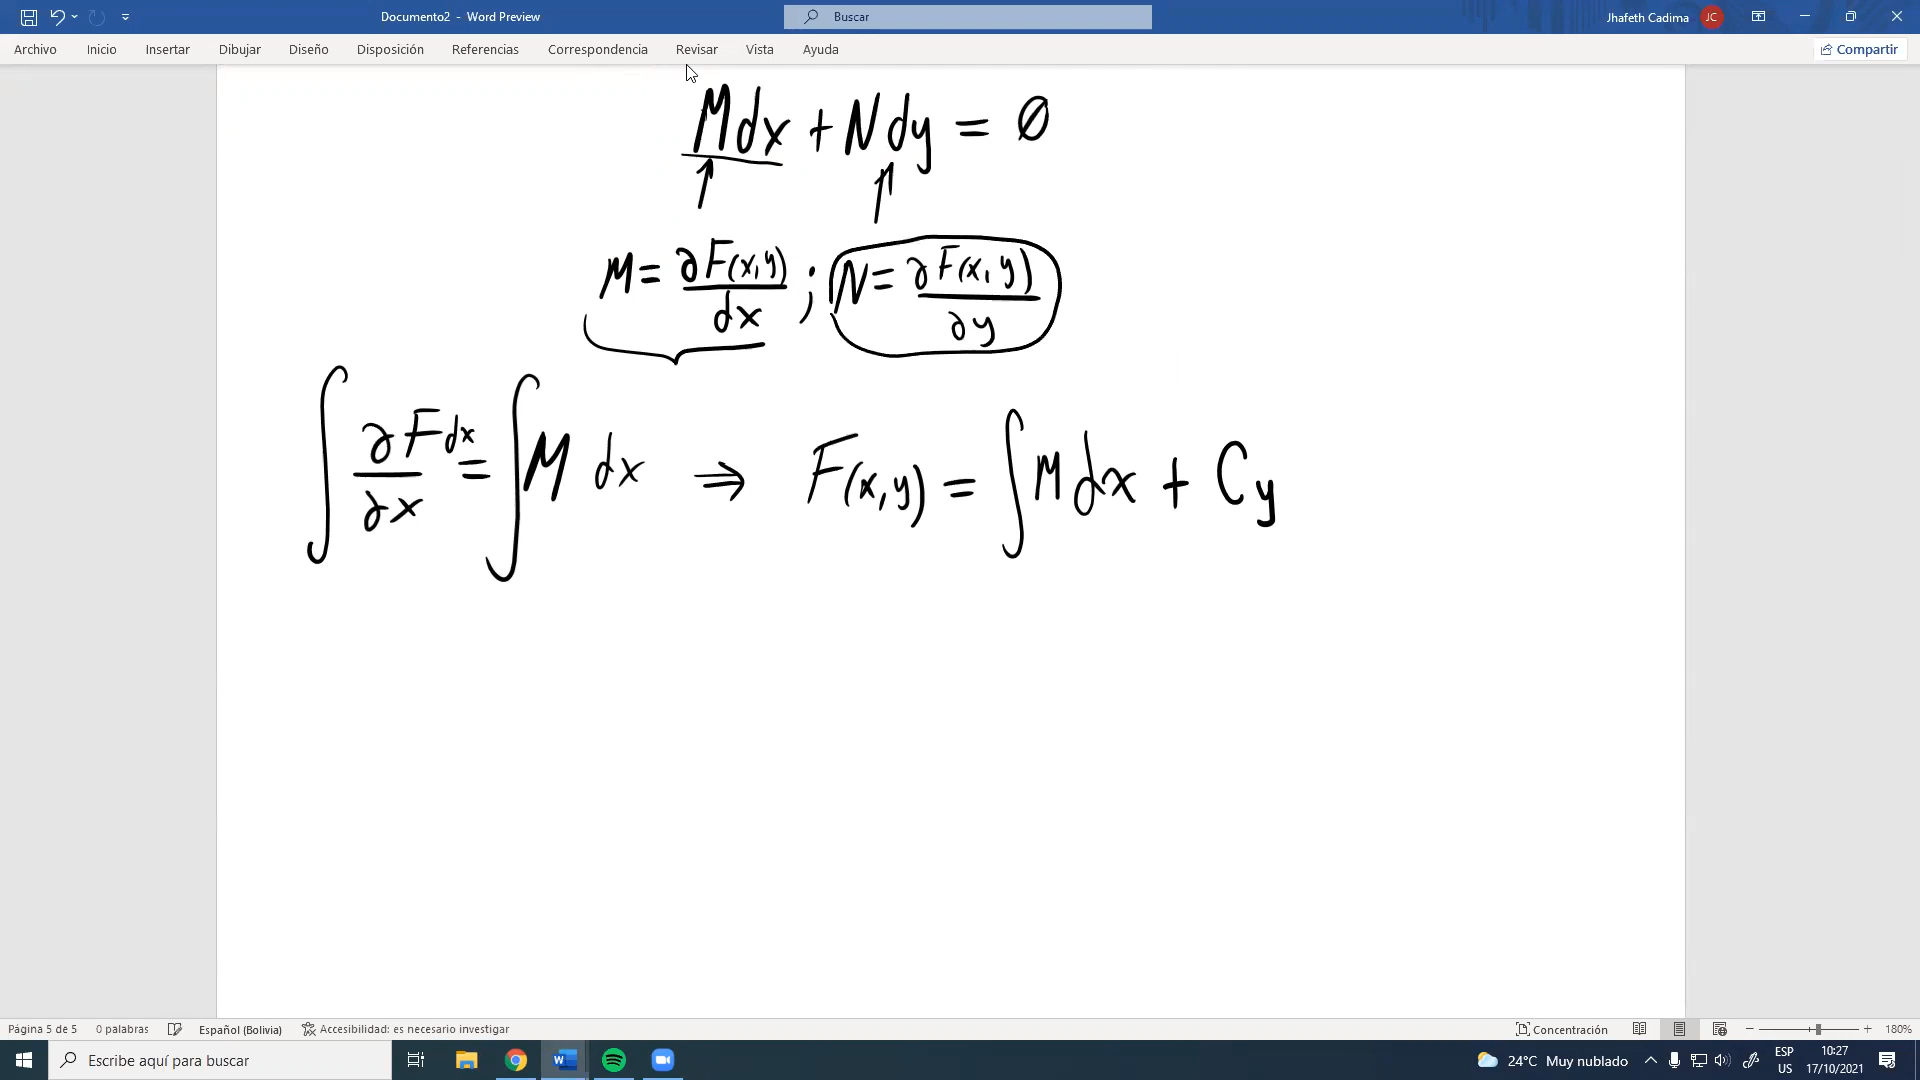 Documento2 - Word Preview
Buscar
Jhafeth Cadima
JC
Archivo Inicio Insertar Dibujar Diseño Disposición Referencias Correspondencia Revisar Vista Ayuda
Compartir
Mdx + Ndy = ∅
M = ∂F(x,y)/dx ; N = ∂F(x,y)/∂y
∫ ∂F/∂x dx = ∫ M dx ⇒ F(x,y) = ∫ M dx + Cy
Página 5 de 5 0 palabras Español (Bolivia) Accesibilidad: es necesario investigar
Concentración
180%
Escribe aquí para buscar
W
24°C Muy nublado
ESP
US
10:27
17/10/2021